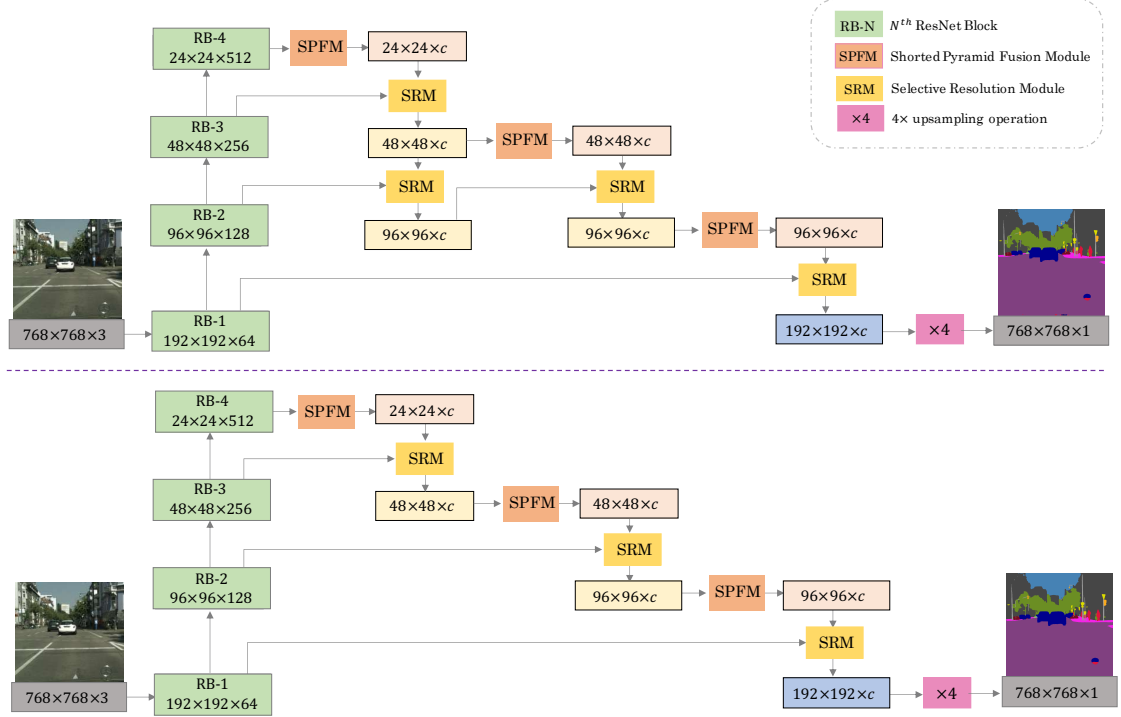 RB-4
24×24×512
SPFM
24×24×c
RB-N
Nth ResNet Block
SPFM
Shorted Pyramid Fusion Module
SRM
Selective Resolution Module
×4
4× upsampling operation
SRM
RB-3
48×48×256
48×48×c
SPFM
48×48×c
SRM
SRM
RB-2
96×96×128
96×96×c
96×96×c
SPFM
96×96×c
SRM
768×768×3
RB-1
192×192×64
192×192×c
×4
768×768×1
RB-4
24×24×512
SPFM
24×24×c
SRM
RB-3
48×48×256
48×48×c
SPFM
48×48×c
SRM
RB-2
96×96×128
96×96×c
SPFM
96×96×c
SRM
768×768×3
RB-1
192×192×64
192×192×c
×4
768×768×1